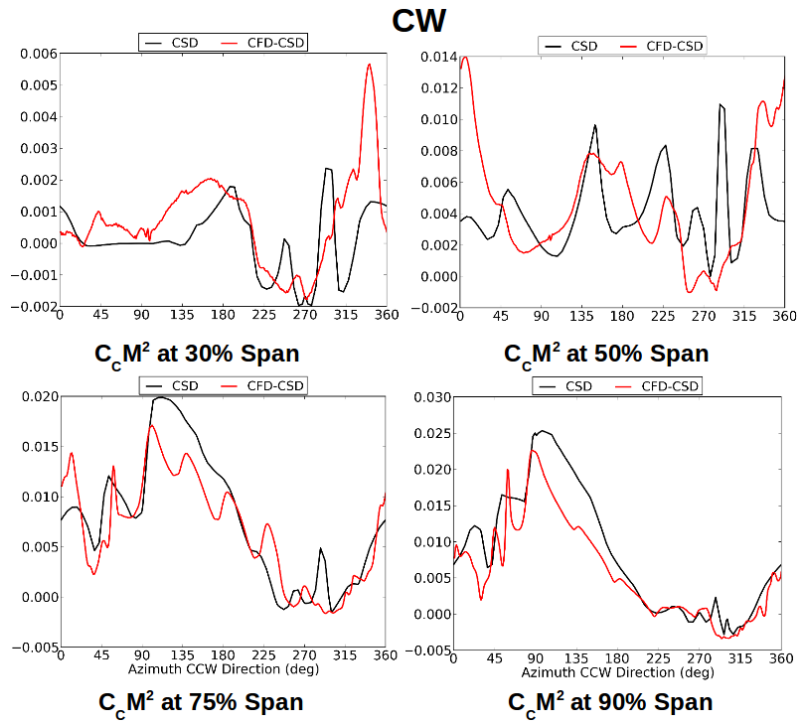 CW
CSD CFD-CSD
0.006
0.005
0.004
0.003
0.002
0.001
0.000
−0.001
−0.002
0 45 90 135 180 225 270 315 360
C_CM² at 30% Span
CSD CFD-CSD
0.014
0.012
0.010
0.008
0.006
0.004
0.002
0.000
−0.002
0 45 90 135 180 225 270 315 360
C_CM² at 50% Span
CSD CFD-CSD
0.020
0.015
0.010
0.005
0.000
−0.005
0 45 90 135 180 225 270 315 360
Azimuth CCW Direction (deg)
C_CM² at 75% Span
CSD CFD-CSD
0.030
0.025
0.020
0.015
0.010
0.005
0.000
−0.005
0 45 90 135 180 225 270 315 360
Azimuth CCW Direction (deg)
C_CM² at 90% Span